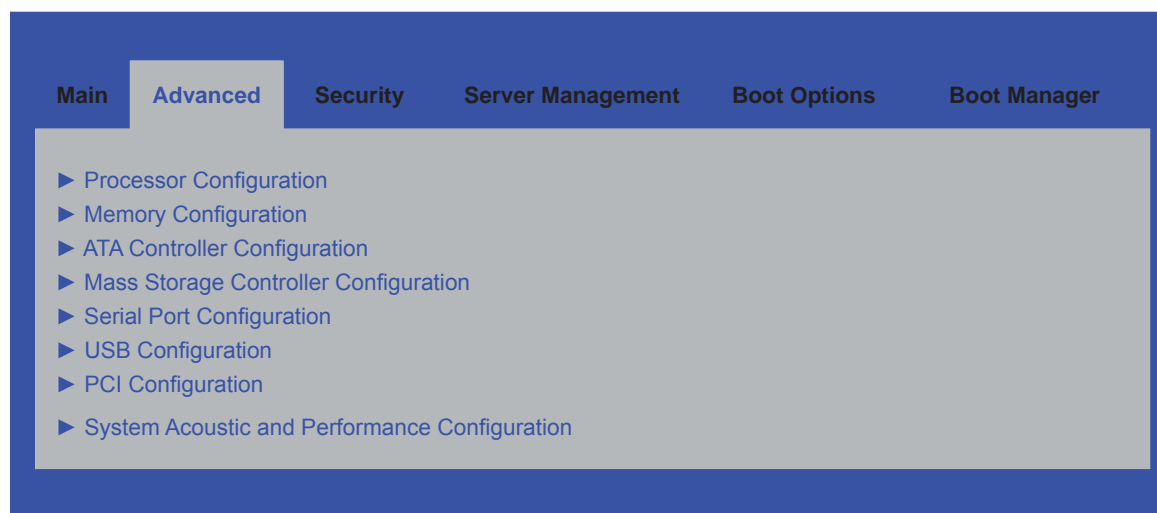 Main Advanced Security Server Management Boot Options Boot Manager
► Processor Configuration
► Memory Configuration
► ATA Controller Configuration
► Mass Storage Controller Configuration
► Serial Port Configuration
► USB Configuration
► PCI Configuration
► System Acoustic and Performance Configuration